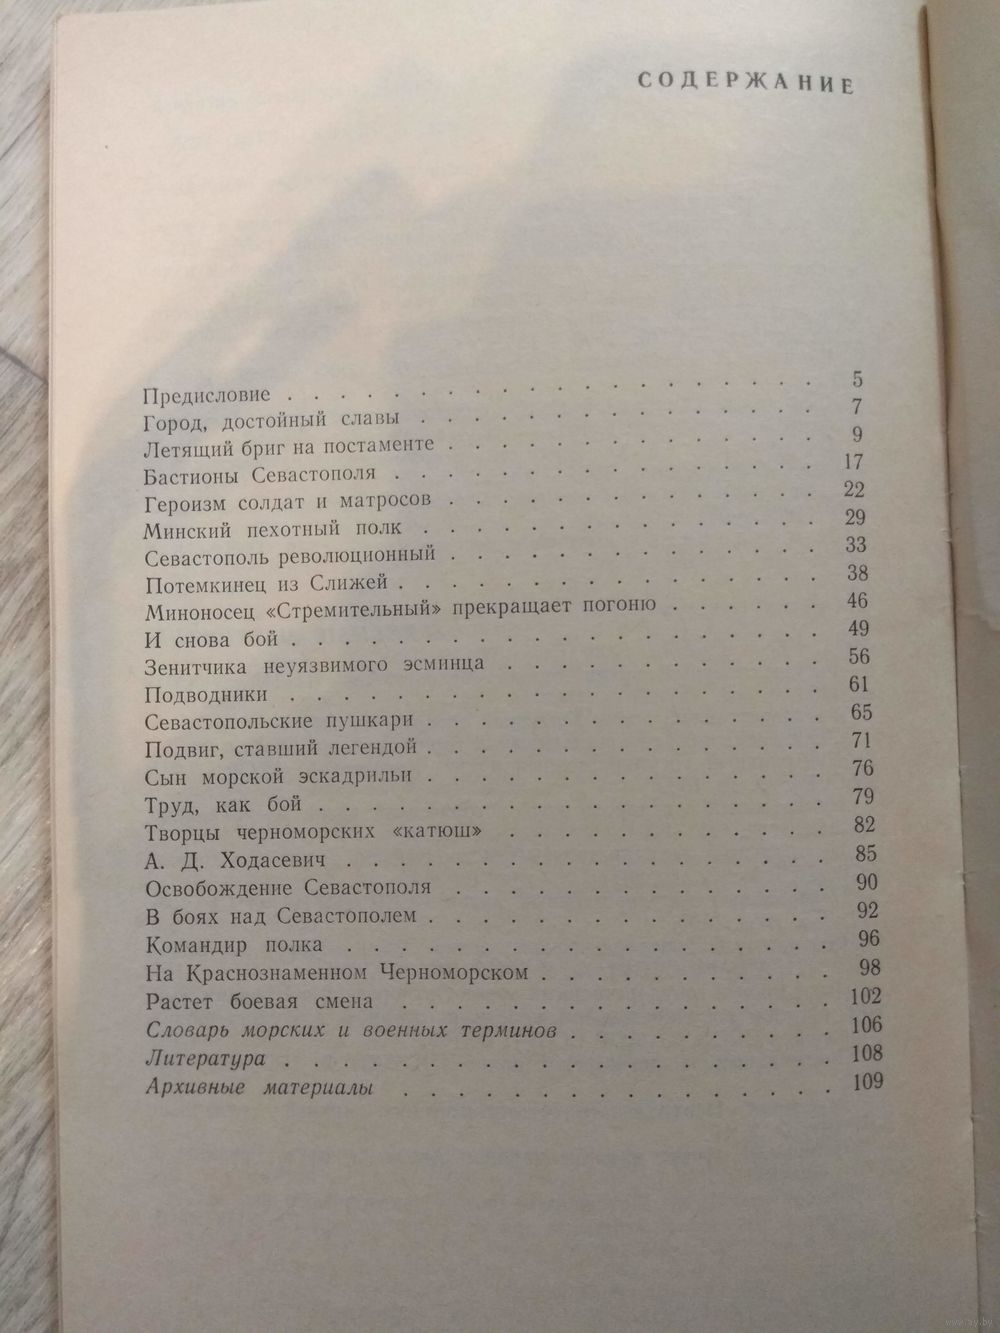 СОДЕРЖАНИЕ
Предисловие . . . . . . . . . . . . . . . . . . . . 5
Город, достойный славы . . . . . . . . . . . . . . . 7
Летящий бриг на постаменте . . . . . . . . . . . . . . 9
Бастионы Севастополя . . . . . . . . . . . . . . . . 17
Героизм солдат и матросов . . . . . . . . . . . . . . 22
Минский пехотный полк . . . . . . . . . . . . . . . 29
Севастополь революционный . . . . . . . . . . . . . . 33
Потемкинец из Слижей . . . . . . . . . . . . . . . . 38
Миноносец «Стремительный» прекращает погоню . . . . . . 46
И снова бой . . . . . . . . . . . . . . . . . . . . 49
Зенитчика неуязвимого эсминца . . . . . . . . . . . . 56
Подводники . . . . . . . . . . . . . . . . . . . . 61
Севастопольские пушкари . . . . . . . . . . . . . . . 65
Подвиг, ставший легендой . . . . . . . . . . . . . . . 71
Сын морской эскадрильи . . . . . . . . . . . . . . . 76
Труд, как бой . . . . . . . . . . . . . . . . . . . 79
Творцы черноморских «катюш» . . . . . . . . . . . . 82
А. Д. Ходасевич . . . . . . . . . . . . . . . . . . 85
Освобождение Севастополя . . . . . . . . . . . . . . 90
В боях над Севастополем . . . . . . . . . . . . . . . 92
Командир полка . . . . . . . . . . . . . . . . . . 96
На Краснознаменном Черноморском . . . . . . . . . . . 98
Растет боевая смена . . . . . . . . . . . . . . . . 102
Словарь морских и военных терминов . . . . . . . . . . 106
Литература . . . . . . . . . . . . . . . . . . . . 108
Архивные материалы . . . . . . . . . . . . . . . . 109
www.ay.by